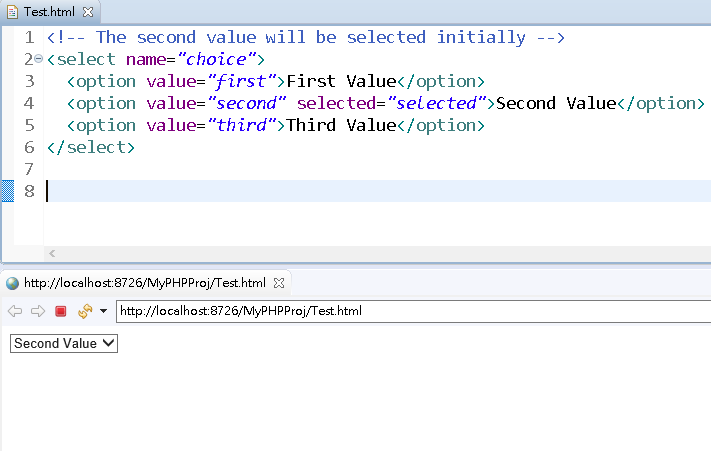 Test.html
1 <!-- The second value will be selected initially -->
2 <select name="choice">
3   <option value="first">First Value</option>
4   <option value="second" selected="selected">Second Value</option>
5   <option value="third">Third Value</option>
6 </select>
7
8
http://localhost:8726/MyPHPProj/Test.html
http://localhost:8726/MyPHPProj/Test.html
Second Value